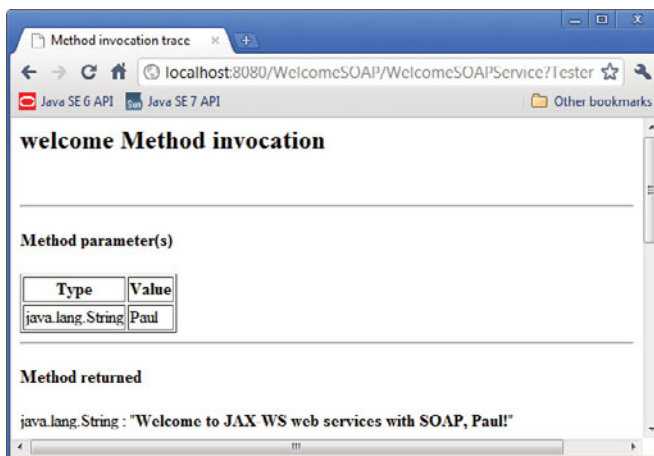 Method invocation trace
localhost:8080/WelcomeSOAP/WelcomeSOAPService?Tester
Java SE 6 API Sun Java SE 7 API Other bookmarks
welcome Method invocation
Method parameter(s)
Type Value
java.lang.String Paul
Method returned
java.lang.String : "Welcome to JAX-WS web services with SOAP, Paul!"